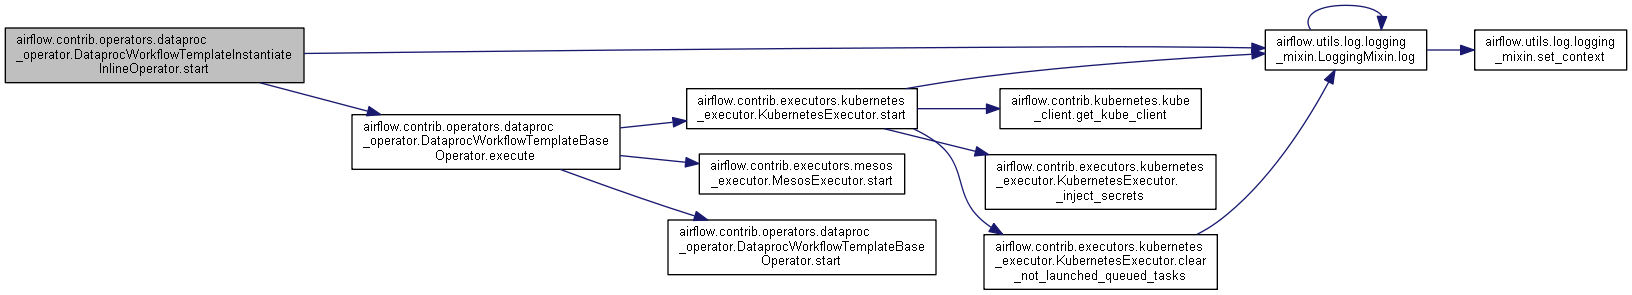 airflow.contrib.operators.dataproc
_operator.DataprocWorkflowTemplateInstantiate
InlineOperator.start
airflow.contrib.operators.dataproc
_operator.DataprocWorkflowTemplateBase
Operator.execute
airflow.contrib.executors.kubernetes
_executor.KubernetesExecutor.start
airflow.contrib.executors.mesos
_executor.MesosExecutor.start
airflow.contrib.operators.dataproc
_operator.DataprocWorkflowTemplateBase
Operator.start
airflow.contrib.kubernetes.kube
_client.get_kube_client
airflow.contrib.executors.kubernetes
_executor.KubernetesExecutor.
_inject_secrets
airflow.contrib.executors.kubernetes
_executor.KubernetesExecutor.clear
_not_launched_queued_tasks
airflow.utils.log.logging
_mixin.LoggingMixin.log
airflow.utils.log.logging
_mixin.set_context